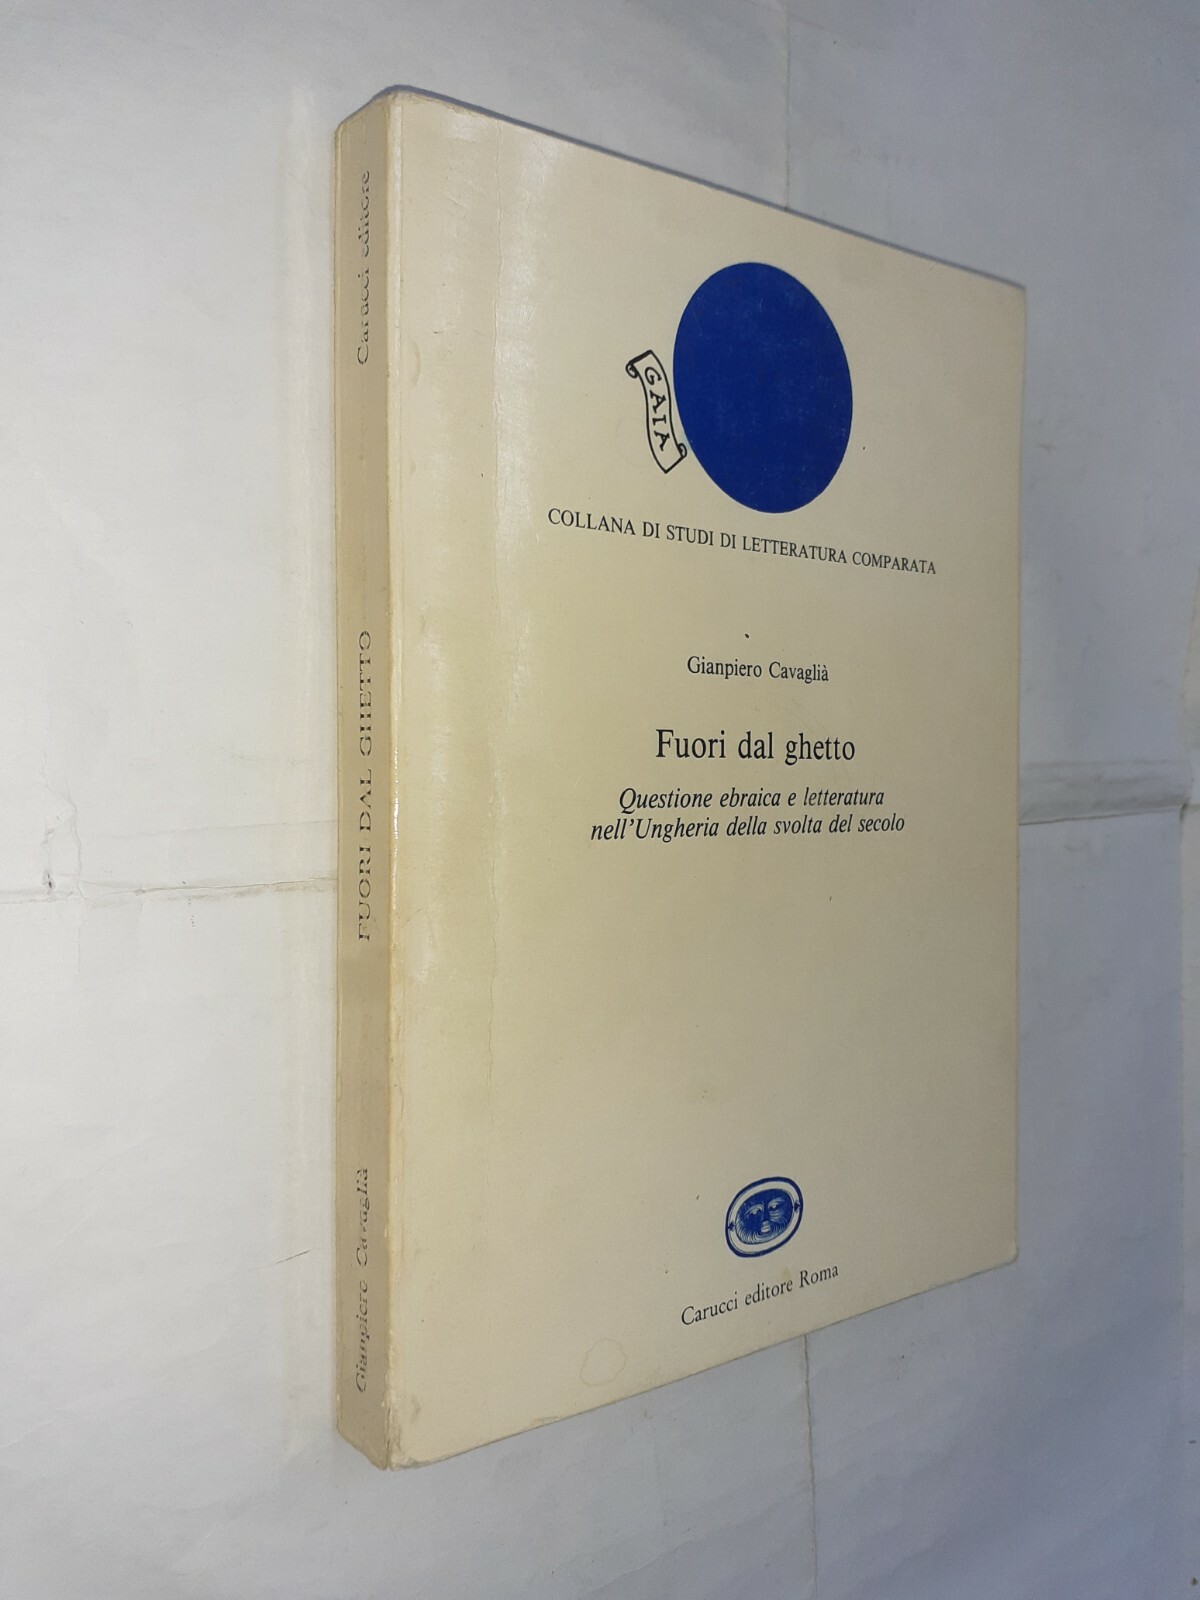 GAIA
COLLANA DI STUDI DI LETTERATURA COMPARATA
Gianpiero Cavaglià
Fuori dal ghetto
Questione ebraica e letteratura
nell'Ungheria della svolta del secolo
Carucci editore Roma
Gianpiero Cavaglià
FUORI DAL GHETTO
Carucci editore